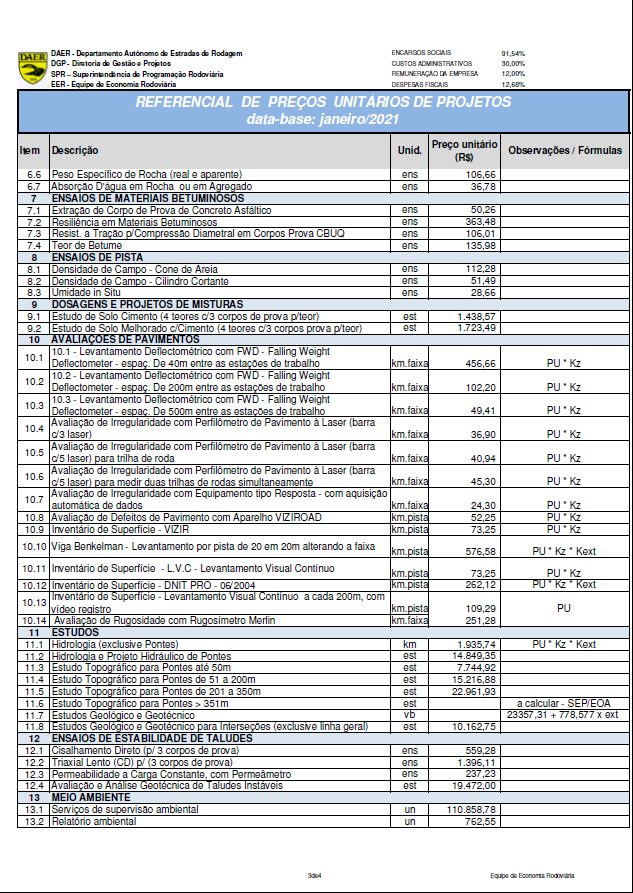 DAER
DAER - Departamento Autônomo de Estradas de Rodagem
DGP - Diretoria de Gestão e Projetos
SPR – Superintendência de Programação Rodoviária
EER - Equipe de Economia Rodoviária
ENCARGOS SOCIAIS 91,54%
CUSTOS ADMINISTRATIVOS 30,00%
REMUNERAÇÃO DA EMPRESA 12,00%
DESPESAS FISCAIS 12,68%
REFERENCIAL DE PREÇOS UNITÁRIOS DE PROJETOS
data-base: janeiro/2021
Item Descrição Unid. Preço unitário (R$) Observações / Fórmulas
6.6 Peso Específico de Rocha (real e aparente) ens 106,66
6.7 Absorção D'água em Rocha ou em Agregado ens 36,78
7 ENSAIOS DE MATERIAIS BETUMINOSOS
7.1 Extração de Corpo de Prova de Concreto Asfáltico ens 50,26
7.2 Resiliência em Materiais Betuminosos ens 363,48
7.3 Resist. a Tração p/Compressão Diametral em Corpos Prova CBUQ ens 106,01
7.4 Teor de Betume ens 135,98
8 ENSAIOS DE PISTA
8.1 Densidade de Campo - Cone de Areia ens 112,28
8.2 Densidade de Campo - Cilindro Cortante ens 51,49
8.3 Umidade in Situ ens 28,66
9 DOSAGENS E PROJETOS DE MISTURAS
9.1 Estudo de Solo Cimento (4 teores c/3 corpos de prova p/teor) est 1.438,57
9.2 Estudo de Solo Melhorado c/Cimento (4 teores c/3 corpos prova p/teor) est 1.723,49
10 AVALIAÇÕES DE PAVIMENTOS
10.1 10.1 - Levantamento Deflectométrico com FWD - Falling Weight
Deflectometer - espaç. De 40m entre as estações de trabalho km.faixa 456,66 PU * Kz
10.2 10.2 - Levantamento Deflectométrico com FWD - Falling Weight
Deflectometer - espaç. De 200m entre as estações de trabalho km.faixa 102,20 PU * Kz
10.3 10.3 - Levantamento Deflectométrico com FWD - Falling Weight
Deflectometer - espaç. De 500m entre as estações de trabalho km.faixa 49,41 PU * Kz
10.4 Avaliação de Irregularidade com Perfilômetro de Pavimento à Laser (barra
c/3 laser) km.faixa 36,90 PU * Kz
10.5 Avaliação de Irregularidade com Perfilômetro de Pavimento à Laser (barra
c/5 laser) para trilha de roda km.faixa 40,94 PU * Kz
10.6 Avaliação de Irregularidade com Perfilômetro de Pavimento à Laser (barra
c/5 laser) para medir duas trilhas de rodas simultaneamente km.faixa 45,30 PU * Kz
10.7 Avaliação de Irregularidade com Equipamento tipo Resposta - com aquisição
automática de dados km.faixa 24,30 PU * Kz
10.8 Avaliação de Defeitos de Pavimento com Aparelho VIZIROAD km.pista 52,25 PU * Kz
10.9 Inventário de Superfície - VIZIR km.pista 73,25 PU * Kz
10.10 Viga Benkelman - Levantamento por pista de 20 em 20m alterando a faixa km.pista 576,58 PU * Kz * Kext
10.11 Inventário de Superfície - L.V.C - Levantamento Visual Contínuo km.pista 73,25 PU * Kz
10.12 Inventário de Superfície - DNIT PRO - 06/2004 km.pista 262,12 PU * Kz * Kext
10.13 Inventário de Superfície - Levantamento Visual Contínuo a cada 200m, com
vídeo registro km.pista 109,29 PU
10.14 Avaliação de Rugosidade com Rugosímetro Merlin km.faixa 251,28
11 ESTUDOS
11.1 Hidrologia (exclusive Pontes) km 1.935,74 PU * Kz * Kext
11.2 Hidrologia e Projeto Hidráulico de Pontes est 14.849,35
11.3 Estudo Topográfico para Pontes até 50m est 7.744,92
11.4 Estudo Topográfico para Pontes de 51 a 200m est 15.216,88
11.5 Estudo Topográfico para Pontes de 201 a 350m est 22.961,93
11.6 Estudo Topográfico para Pontes > 351m est a calcular - SEP/EOA
11.7 Estudos Geológico e Geotécnico vb 23357,31 + 778,577 x ext
11.8 Estudos Geológico e Geotécnico para Interseções (exclusive linha geral) est 10.162,75
12 ENSAIOS DE ESTABILIDADE DE TALUDES
12.1 Cisalhamento Direto (p/ 3 corpos de prova) ens 559,28
12.2 Triaxial Lento (CD) p/ (3 corpos de prova) ens 1.396,11
12.3 Permeabilidade a Carga Constante, com Permeâmetro ens 237,23
12.4 Avaliação e Análise Geotécnica de Taludes Instáveis est 19.472,00
13 MEIO AMBIENTE
13.1 Serviços de supervisão ambiental un 110.858,78
13.2 Relatório ambiental un 762,55
3de4 Equipe de Economia Rodoviária